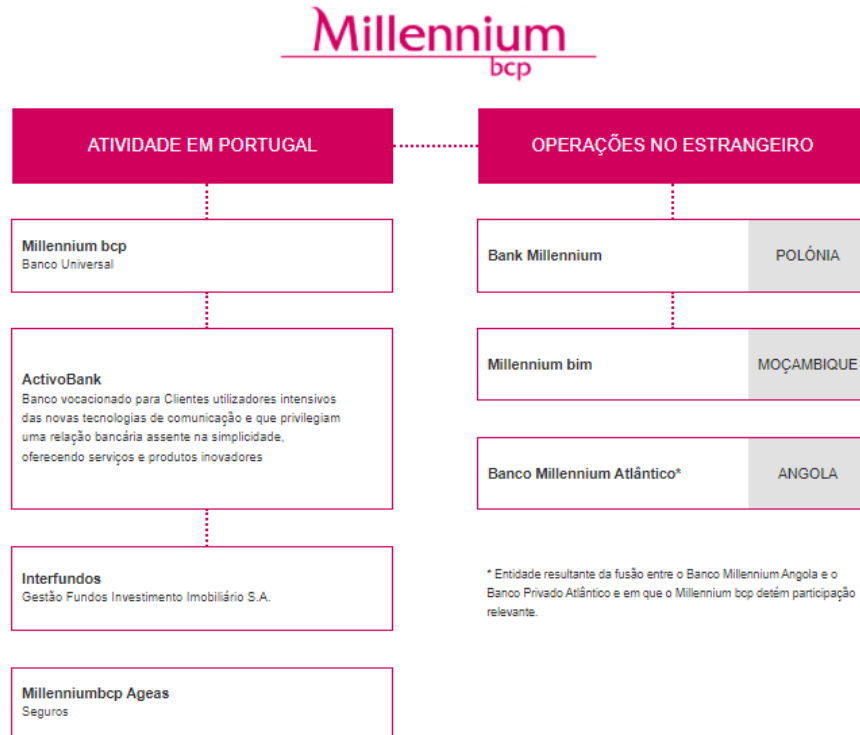 Millennium
bcp
ATIVIDADE EM PORTUGAL
Millennium bcp
Banco Universal
ActivoBank
Banco vocacionado para Clientes utilizadores intensivos
das novas tecnologias de comunicação e que privilegiam
uma relação bancária assente na simplicidade,
oferecendo serviços e produtos inovadores
Interfundos
Gestão Fundos Investimento Imobiliário S.A.
Millenniumbcp Ageas
Seguros
OPERAÇÕES NO ESTRANGEIRO
Bank Millennium POLÓNIA
Millennium bim MOÇAMBIQUE
Banco Millennium Atlântico* ANGOLA
* Entidade resultante da fusão entre o Banco Millennium Angola e o
Banco Privado Atlântico e em que o Millennium bcp detém participação
relevante.